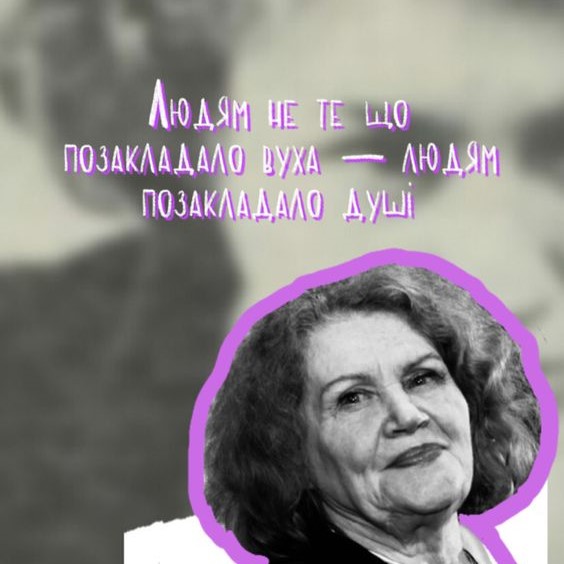 Людям не те що
позакладало вуха — людям
позакладало душі